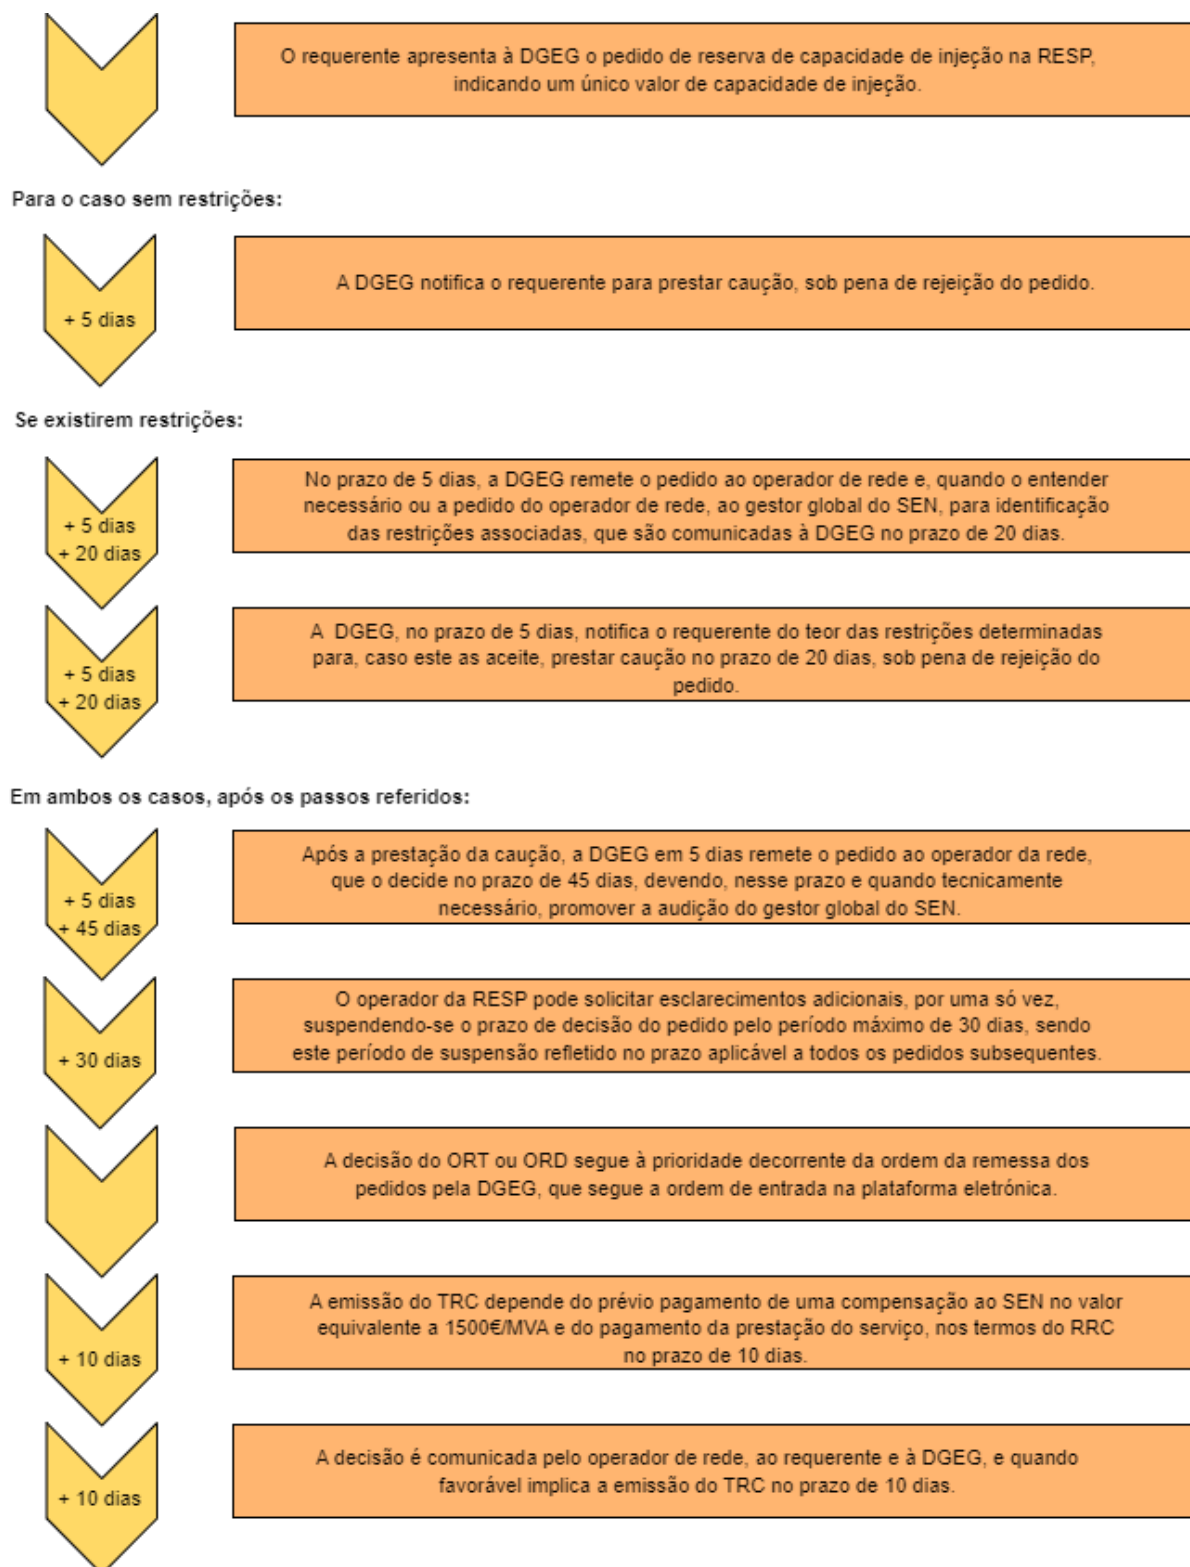 O requerente apresenta à DGEG o pedido de reserva de capacidade de injeção na RESP,
indicando um único valor de capacidade de injeção.
Para o caso sem restrições:
+ 5 dias
A DGEG notifica o requerente para prestar caução, sob pena de rejeição do pedido.
Se existirem restrições:
+ 5 dias
+ 20 dias
No prazo de 5 dias, a DGEG remete o pedido ao operador de rede e, quando o entender
necessário ou a pedido do operador de rede, ao gestor global do SEN, para identificação
das restrições associadas, que são comunicadas à DGEG no prazo de 20 dias.
+ 5 dias
+ 20 dias
A  DGEG, no prazo de 5 dias, notifica o requerente do teor das restrições determinadas
para, caso este as aceite, prestar caução no prazo de 20 dias, sob pena de rejeição do
pedido.
Em ambos os casos, após os passos referidos:
+ 5 dias
+ 45 dias
Após a prestação da caução, a DGEG em 5 dias remete o pedido ao operador da rede,
que o decide no prazo de 45 dias, devendo, nesse prazo e quando tecnicamente
necessário, promover a audição do gestor global do SEN.
+ 30 dias
O operador da RESP pode solicitar esclarecimentos adicionais, por uma só vez,
suspendendo-se o prazo de decisão do pedido pelo período máximo de 30 dias, sendo
este período de suspensão refletido no prazo aplicável a todos os pedidos subsequentes.
A decisão do ORT ou ORD segue à prioridade decorrente da ordem da remessa dos
pedidos pela DGEG, que segue a ordem de entrada na plataforma eletrónica.
+ 10 dias
A emissão do TRC depende do prévio pagamento de uma compensação ao SEN no valor
equivalente a 1500€/MVA e do pagamento da prestação do serviço, nos termos do RRC
no prazo de 10 dias.
+ 10 dias
A decisão é comunicada pelo operador de rede, ao requerente e à DGEG, e quando
favorável implica a emissão do TRC no prazo de 10 dias.